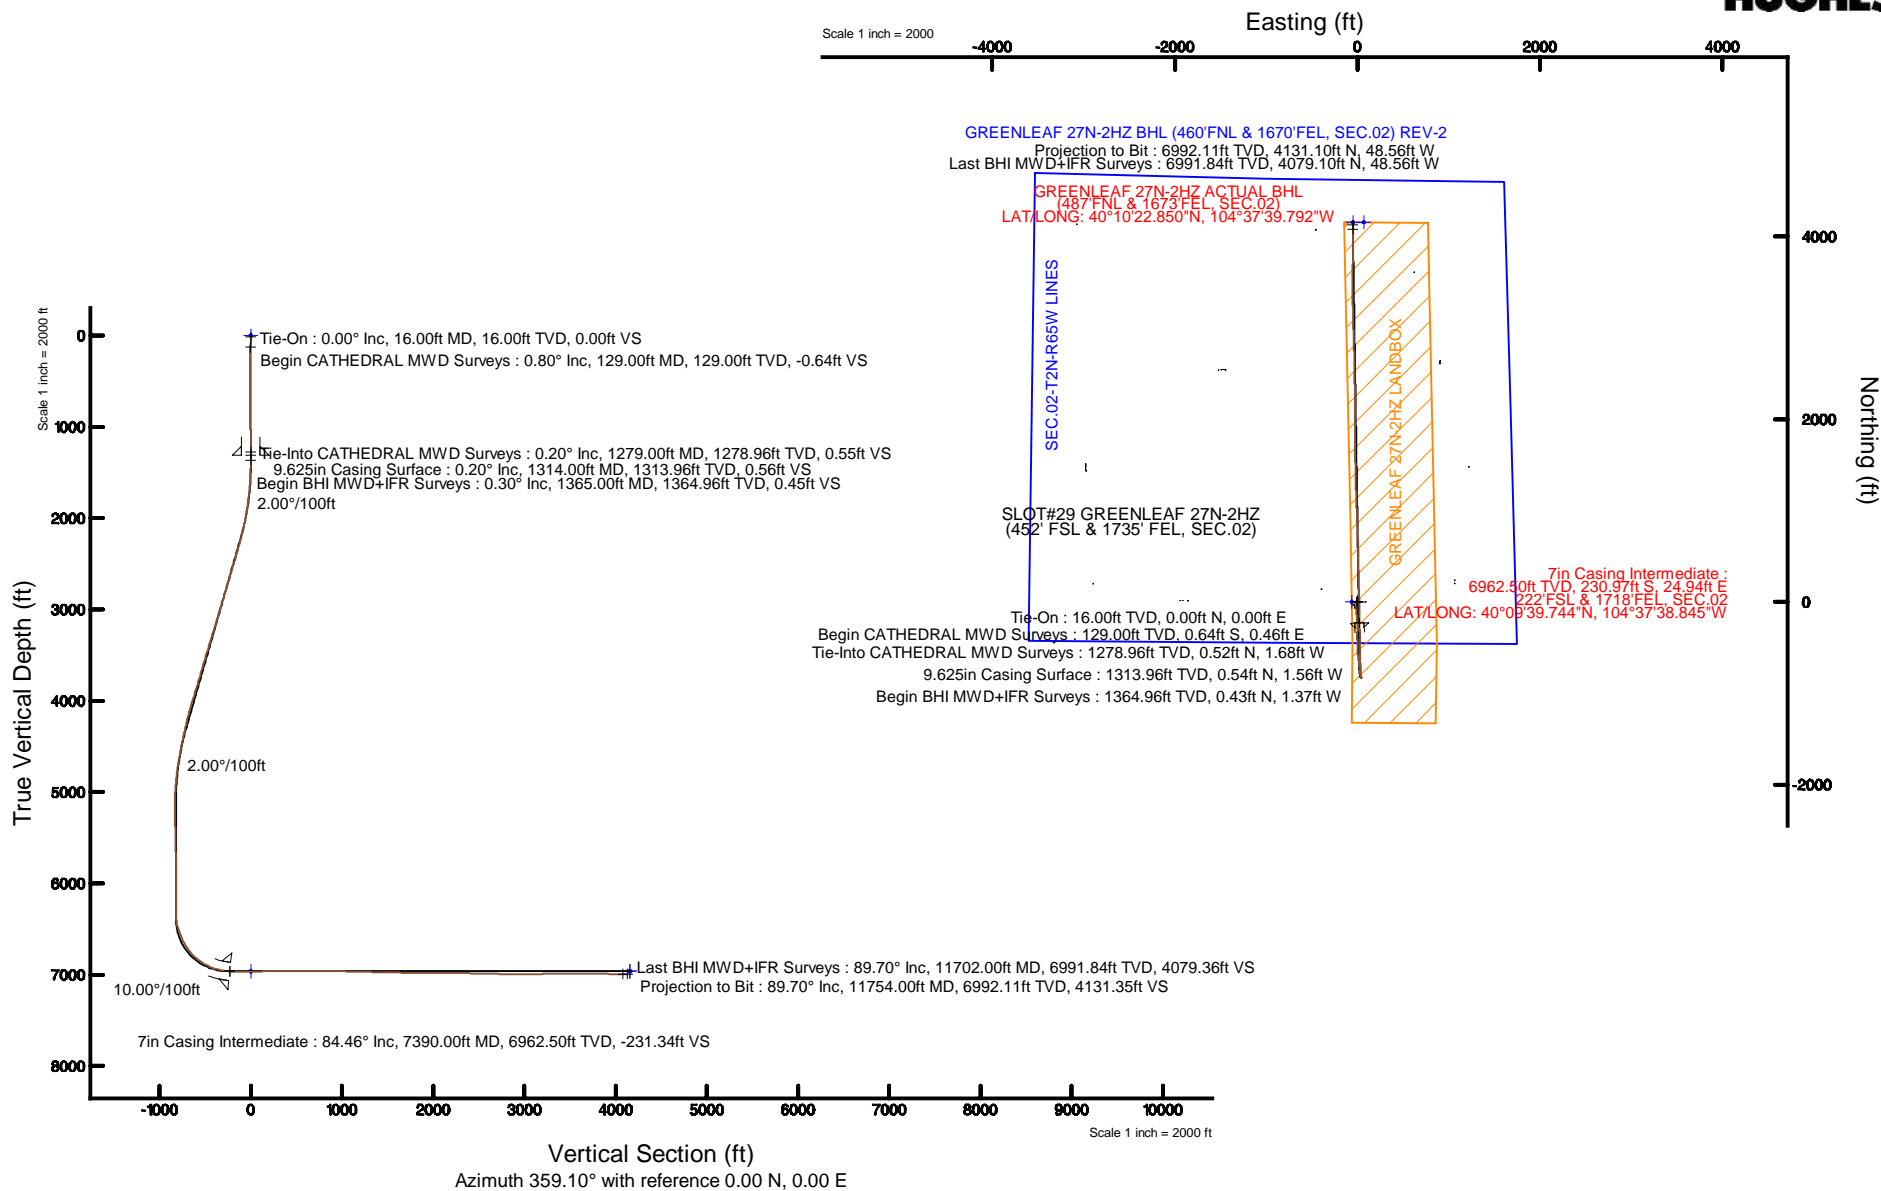 HUGHES
Scale 1 inch = 2000
Easting (ft)
-4000
-2000
0
2000
4000
GREENLEAF 27N-2HZ BHL (460'FNL & 1670'FEL, SEC.02) REV-2
Projection to Bit : 6992.11ft TVD, 4131.10ft N, 48.56ft W
Last BHI MWD+IFR Surveys : 6991.84ft TVD, 4079.10ft N, 48.56ft W
GREENLEAF 27N-2HZ ACTUAL BHL
(487'FNL & 1673'FEL, SEC.02)
LAT/LONG: 40°10'22.850"N, 104°37'39.792"W
SEC.02-T2N-R65W LINES
GREENLEAF 27N-2HZ LANDBOX
SLOT#29 GREENLEAF 27N-2HZ
(452' FSL & 1735' FEL, SEC.02)
7in Casing Intermediate :
6962.50ft TVD, 230.97ft S, 24.94ft E
222'FSL & 1718'FEL, SEC.02
LAT/LONG: 40°09'39.744"N, 104°37'38.845"W
Tie-On : 16.00ft TVD, 0.00ft N, 0.00ft E
Begin CATHEDRAL MWD Surveys : 129.00ft TVD, 0.64ft S, 0.46ft E
Tie-Into CATHEDRAL MWD Surveys : 1278.96ft TVD, 0.52ft N, 1.68ft W
9.625in Casing Surface : 1313.96ft TVD, 0.54ft N, 1.56ft W
Begin BHI MWD+IFR Surveys : 1364.96ft TVD, 0.43ft N, 1.37ft W
4000
2000
0
-2000
Northing (ft)
Scale 1 inch = 2000 ft
True Vertical Depth (ft)
0
1000
2000
3000
4000
5000
6000
7000
8000
Tie-On : 0.00° Inc, 16.00ft MD, 16.00ft TVD, 0.00ft VS
Begin CATHEDRAL MWD Surveys : 0.80° Inc, 129.00ft MD, 129.00ft TVD, -0.64ft VS
Tie-Into CATHEDRAL MWD Surveys : 0.20° Inc, 1279.00ft MD, 1278.96ft TVD, 0.55ft VS
9.625in Casing Surface : 0.20° Inc, 1314.00ft MD, 1313.96ft TVD, 0.56ft VS
Begin BHI MWD+IFR Surveys : 0.30° Inc, 1365.00ft MD, 1364.96ft TVD, 0.45ft VS
2.00°/100ft
2.00°/100ft
10.00°/100ft
Last BHI MWD+IFR Surveys : 89.70° Inc, 11702.00ft MD, 6991.84ft TVD, 4079.36ft VS
Projection to Bit : 89.70° Inc, 11754.00ft MD, 6992.11ft TVD, 4131.35ft VS
7in Casing Intermediate : 84.46° Inc, 7390.00ft MD, 6962.50ft TVD, -231.34ft VS
-1000
0
1000
2000
3000
4000
5000
6000
7000
8000
9000
10000
Scale 1 inch = 2000 ft
Vertical Section (ft)
Azimuth 359.10° with reference 0.00 N, 0.00 E